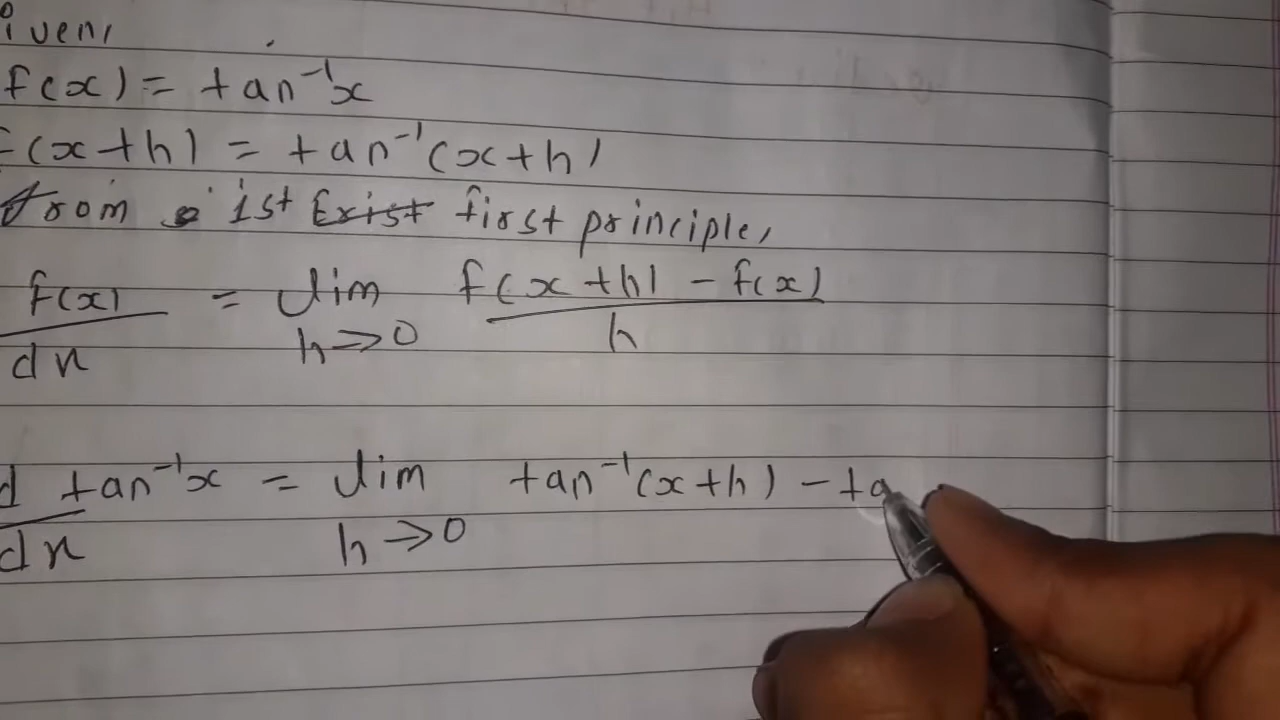 iven,
f(x) = tan⁻¹x
f(x+h) = tan⁻¹(x+h)
From 1st Exist first principle,
f(x)/dx = lim h→0 f(x+h) - f(x)/h
d/dx tan⁻¹x = lim h→0 tan⁻¹(x+h) - ta